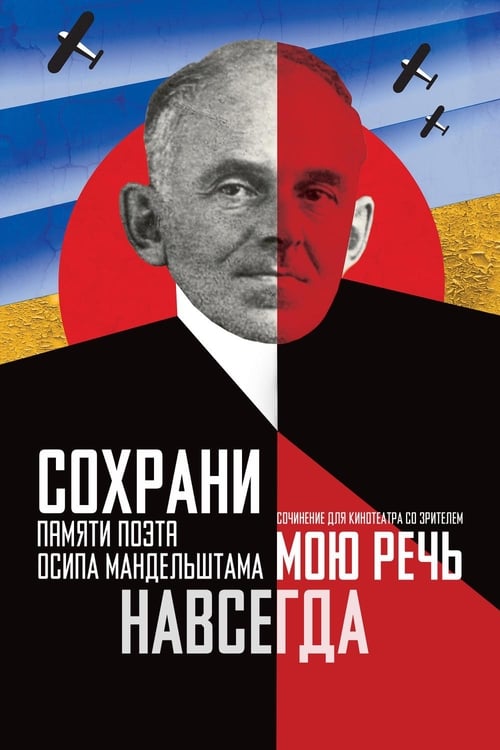 СОХРАНИ
ПАМЯТИ ПОЭТА
ОСИПА МАНДЕЛЬШТАМА
СОЧИНЕНИЕ ДЛЯ КИНОТЕАТРА СО ЗРИТЕЛЕМ
МОЮ РЕЧЬ
НАВСЕГДА